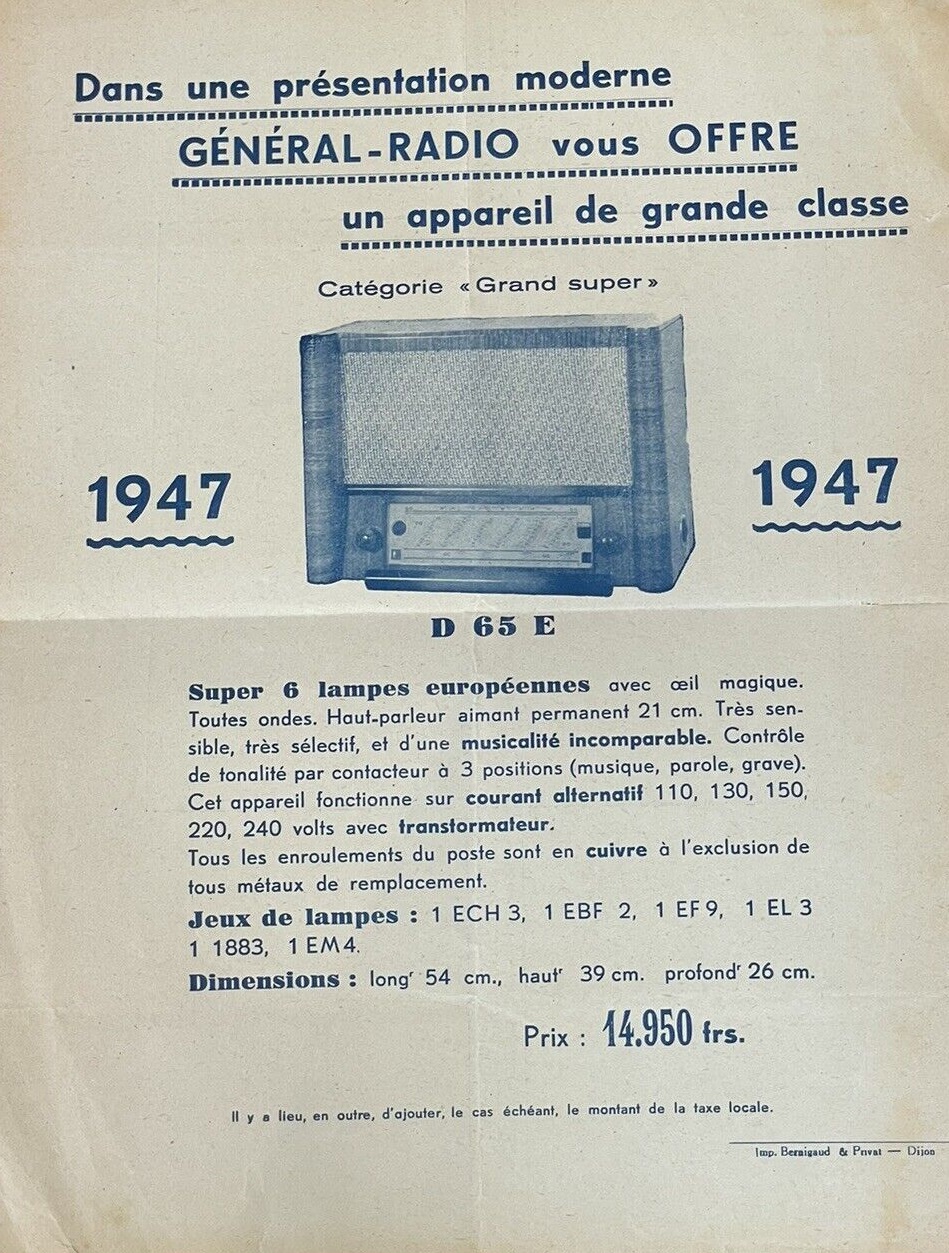 Dans une présentation moderne
GÉNÉRAL-RADIO vous OFFRE
un appareil de grande classe
Catégorie « Grand super »
1947
1947
D 65 E
Super 6 lampes européennes avec œil magique.
Toutes ondes. Haut-parleur aimant permanent 21 cm. Très sen-
sible, très sélectif, et d'une musicalité incomparable. Contrôle
de tonalité par contacteur à 3 positions (musique, parole, grave).
Cet appareil fonctionne sur courant alternatif 110, 130, 150,
220, 240 volts avec transformateur.
Tous les enroulements du poste sont en cuivre à l'exclusion de
tous métaux de remplacement.
Jeux de lampes : 1 ECH 3, 1 EBF 2, 1 EF 9, 1 EL 3
1 1883, 1 EM 4.
Dimensions : longʳ 54 cm., hautʳ 39 cm. profondʳ 26 cm.
Prix : 14.950 frs.
Il y a lieu, en outre, d'ajouter, le cas échéant, le montant de la taxe locale.
Imp. Bernigaud & Privat — Dijon